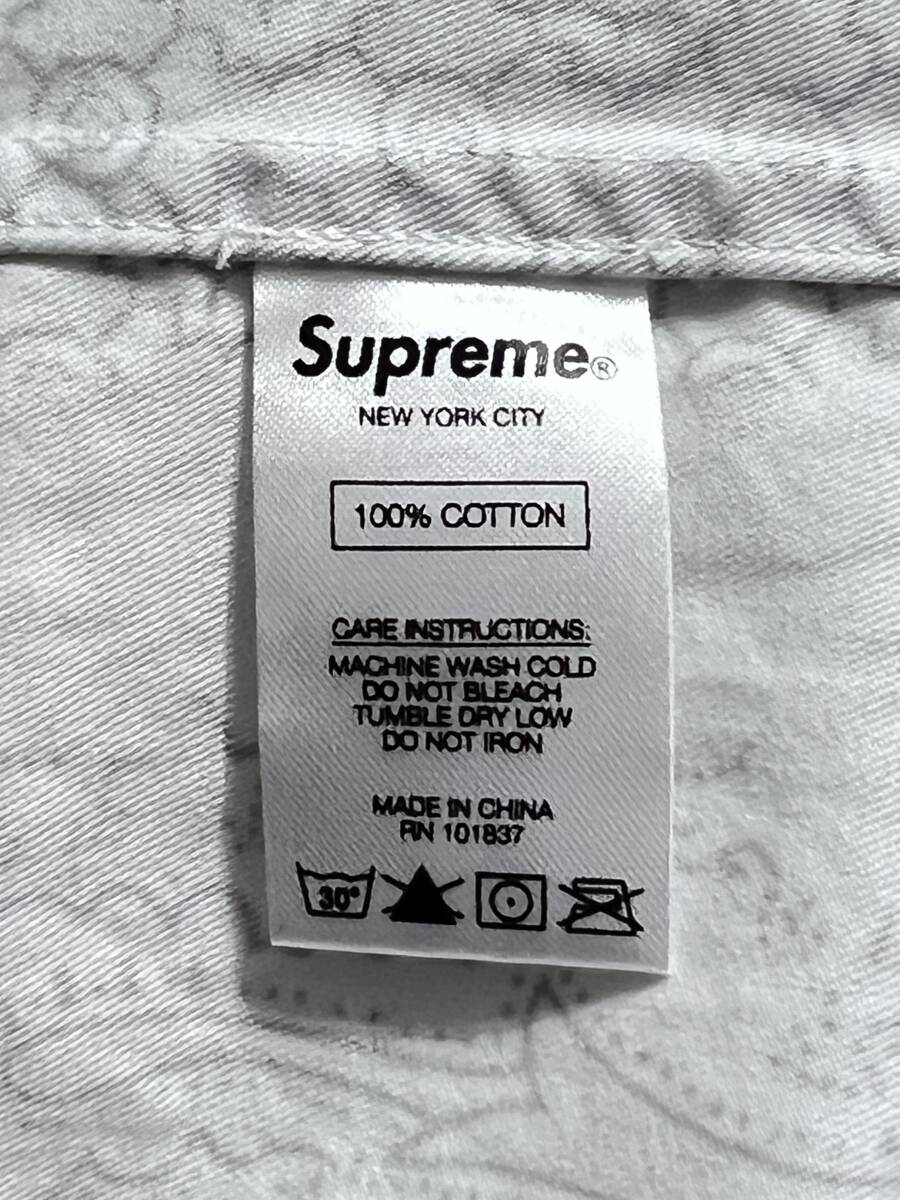 Supreme®
NEW YORK CITY
100% COTTON
CARE INSTRUCTIONS:
MACHINE WASH COLD
DO NOT BLEACH
TUMBLE DRY LOW
DO NOT IRON
MADE IN CHINA
RN 101837
30°